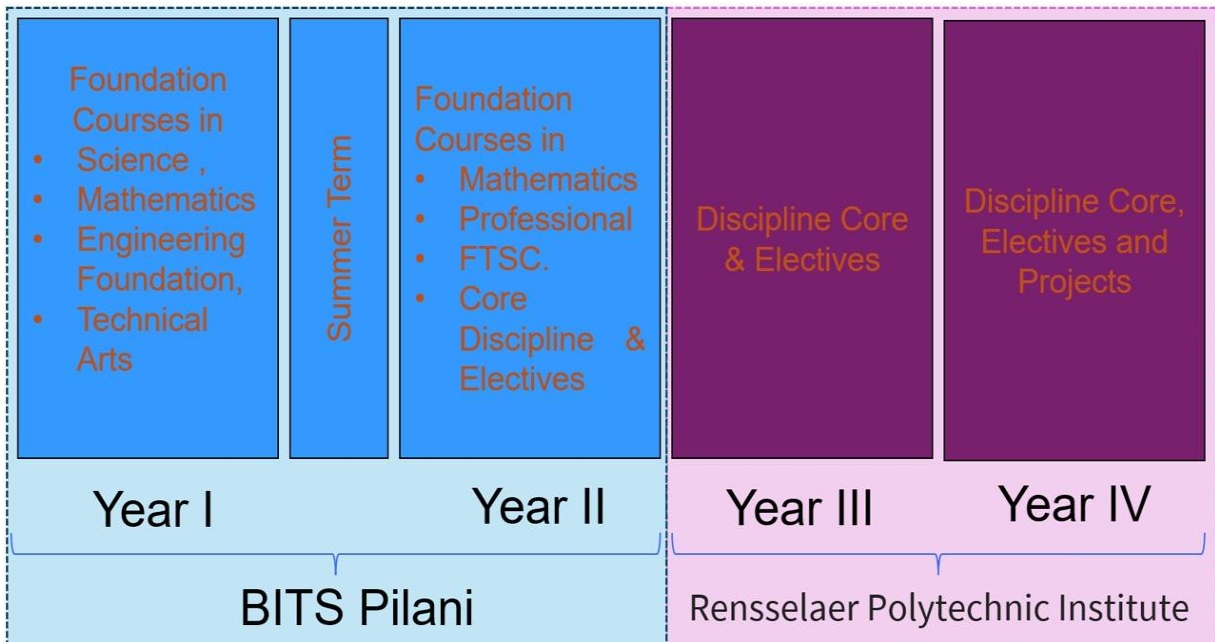 Foundation
Courses in
• Science ,
• Mathematics
• Engineering
Foundation,
• Technical
Arts
Summer Term
Foundation
Courses in
• Mathematics
• Professional
• FTSC.
• Core
Discipline &
Electives
Discipline Core
& Electives
Discipline Core,
Electives and
Projects
Year I
Year II
Year III
Year IV
BITS Pilani
Rensselaer Polytechnic Institute